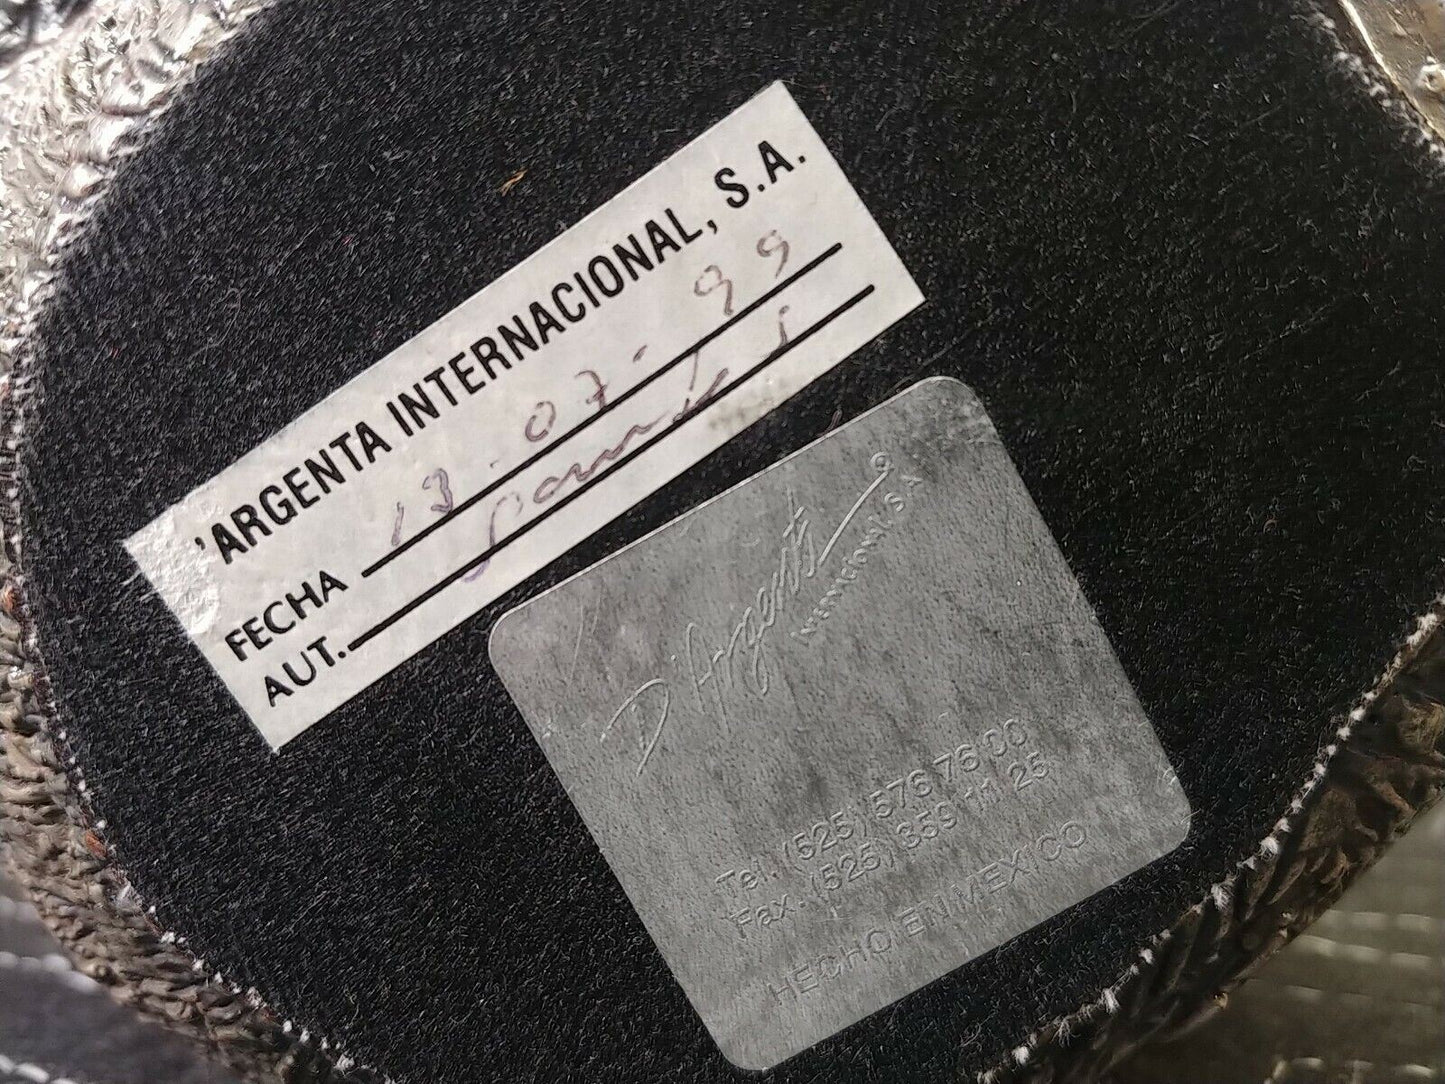 'ARGENTA INTERNACIONAL, S.A.
FECHA 13.07.99
AUT.
D'Argenta
INTERNACIONAL, S.A.
Tel. (525) 576 76 00
Fax. (525) 359 11 25
HECHO EN MEXICO